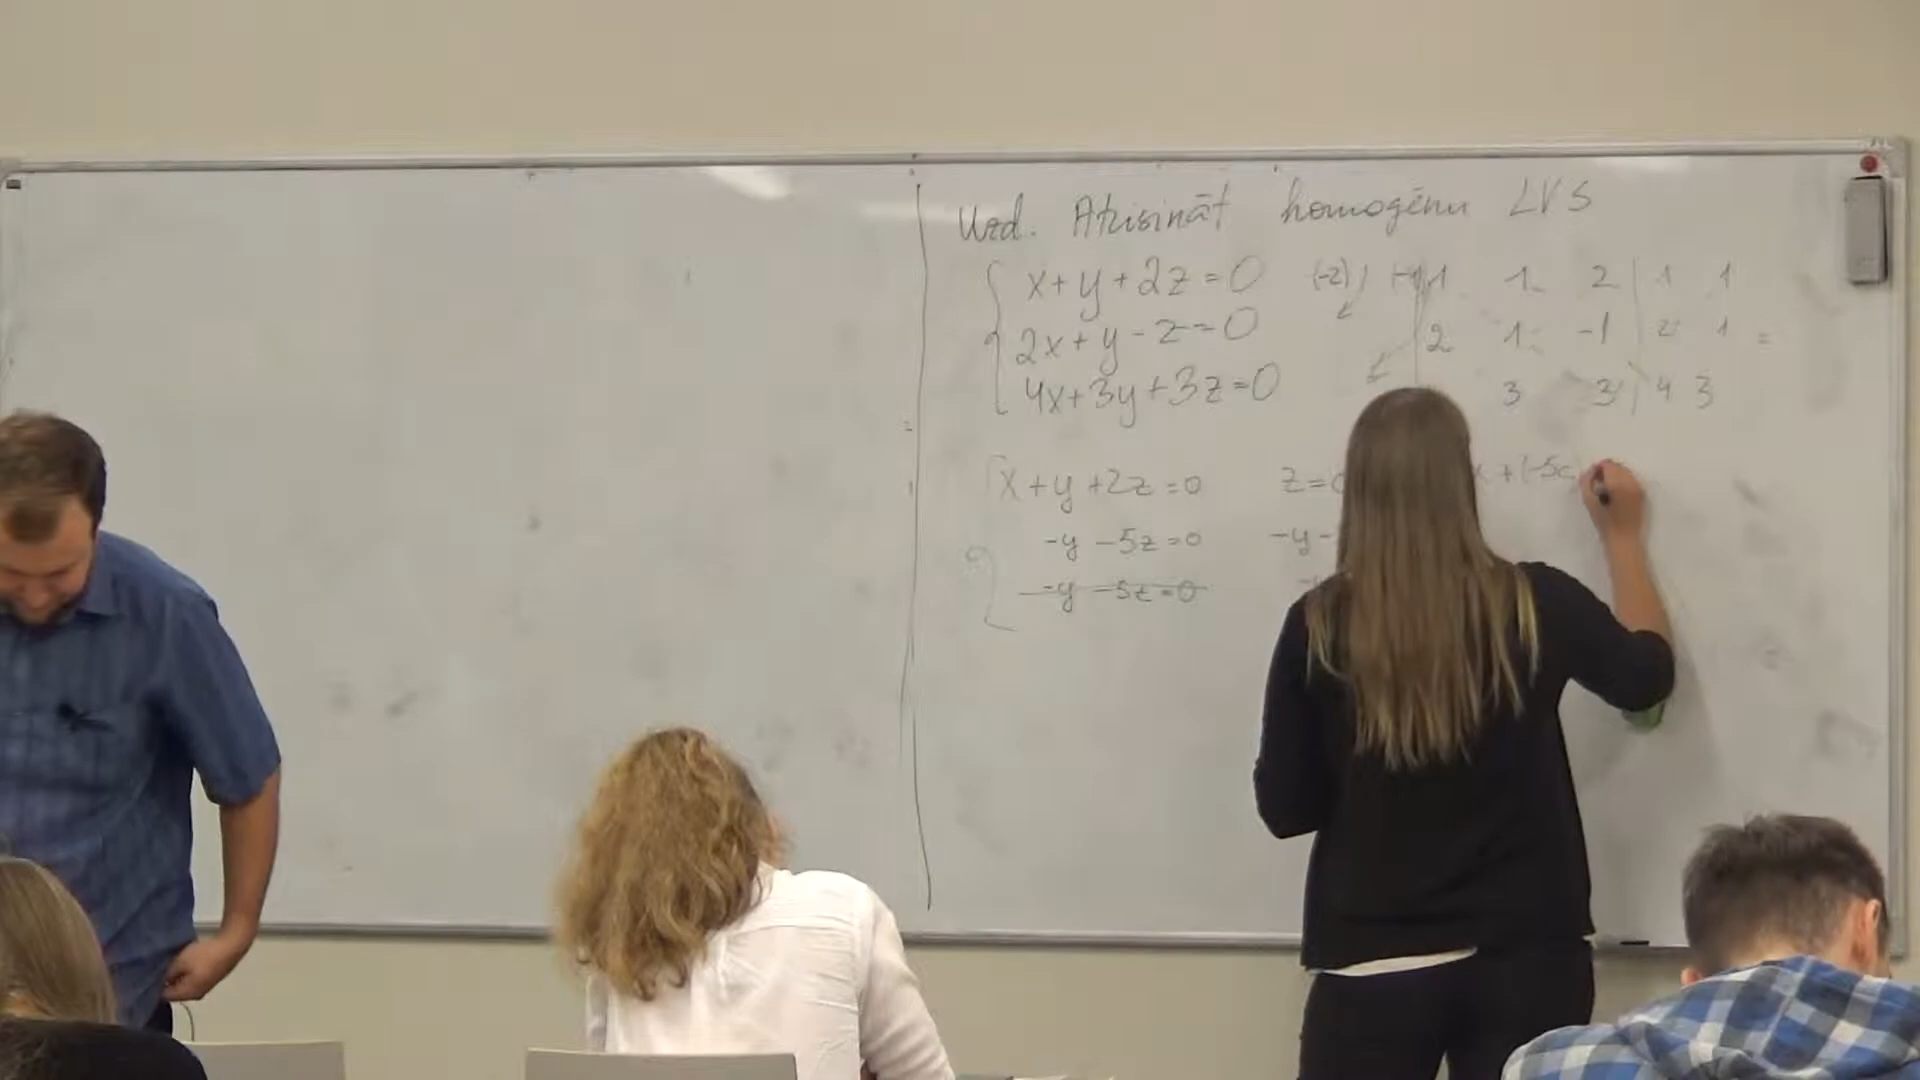 Uzd. Atrisināt homogēnu LVS
x+y+2z=0 (-2) 1 1 2 | 1 1
2x+y-z=0 2 1 -1 | 2 1 =
4x+3y+3z=0 3 3 | 4 3
x+y+2z=0 z= + (-5c
-y-5z=0 -y-
-y-5z=0